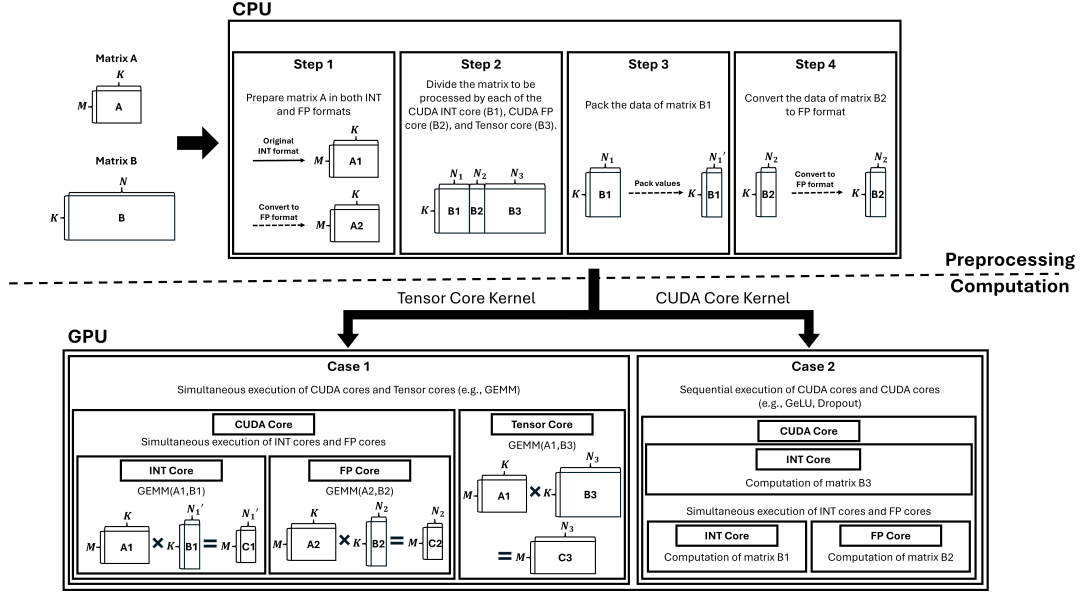 CPU
Matrix A
K
M
A
Matrix B
N
K
B
Step 1
Prepare matrix A in both INT
and FP formats
Original
INT format
K
M
A1
Convert to
FP format
K
M
A2
Step 2
Divide the matrix to be
processed by each of the
CUDA INT core (B1), CUDA FP
core (B2), and Tensor core (B3).
N1 N2 N3
K
B1 B2 B3
Step 3
Pack the data of matrix B1
N1
K
B1
Pack values
N1′
K
B1
Step 4
Convert the data of matrix B2
to FP format
N2
K
B2
Convert to
FP format
N2
K
B2
Preprocessing
Computation
Tensor Core Kernel
CUDA Core Kernel
GPU
Case 1
Simultaneous execution of CUDA cores and Tensor cores (e.g., GEMM)
CUDA Core
Simultaneous execution of INT cores and FP cores
INT Core
GEMM(A1,B1)
K N1′ N1′
M A1 × K B1 = M C1
FP Core
GEMM(A2,B2)
K N2 N2
M A2 × K B2 = M C2
Tensor Core
GEMM(A1,B3)
K N3
M A1 × K B3
N3
= M C3
Case 2
Sequential execution of CUDA cores and CUDA cores
(e.g., GeLU, Dropout)
CUDA Core
INT Core
Computation of matrix B3
Simultaneous execution of INT cores and FP cores
INT Core
Computation of matrix B1
FP Core
Computation of matrix B2